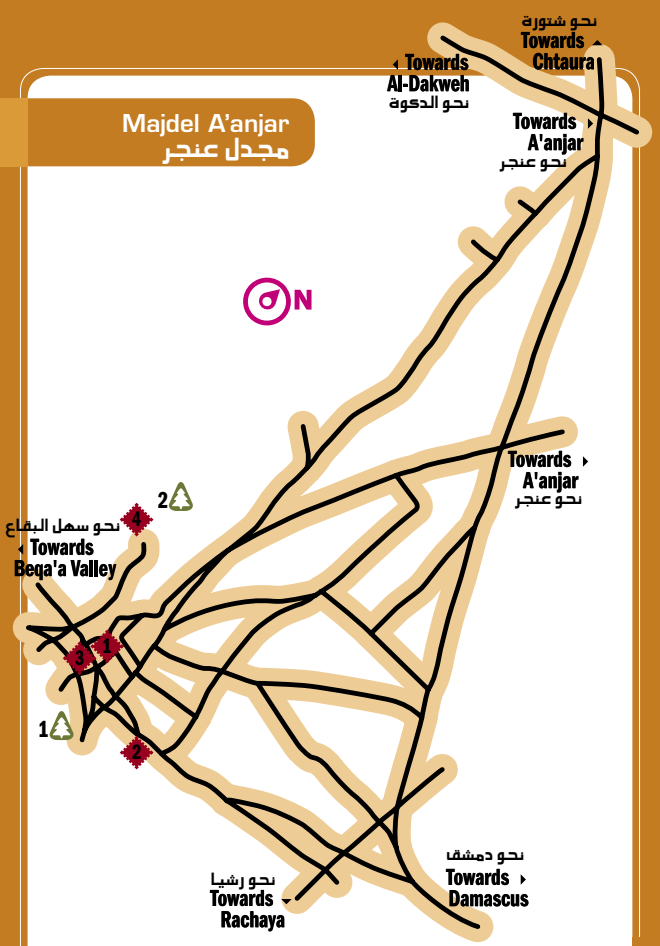 نحو شتورة
Towards
Chtaura
Towards
Al-Dakweh
نحو الدكوة
Majdel A'anjar
مجدل عنجر
Towards
A'anjar
نحو عنجر
N
Towards
A'anjar
نحو عنجر
2
4
نحو سهل البقاع
Towards
Beqa'a Valley
1
3
1
2
نحو دمشق
Towards
Damascus
نحو رشيا
Towards
Rachaya